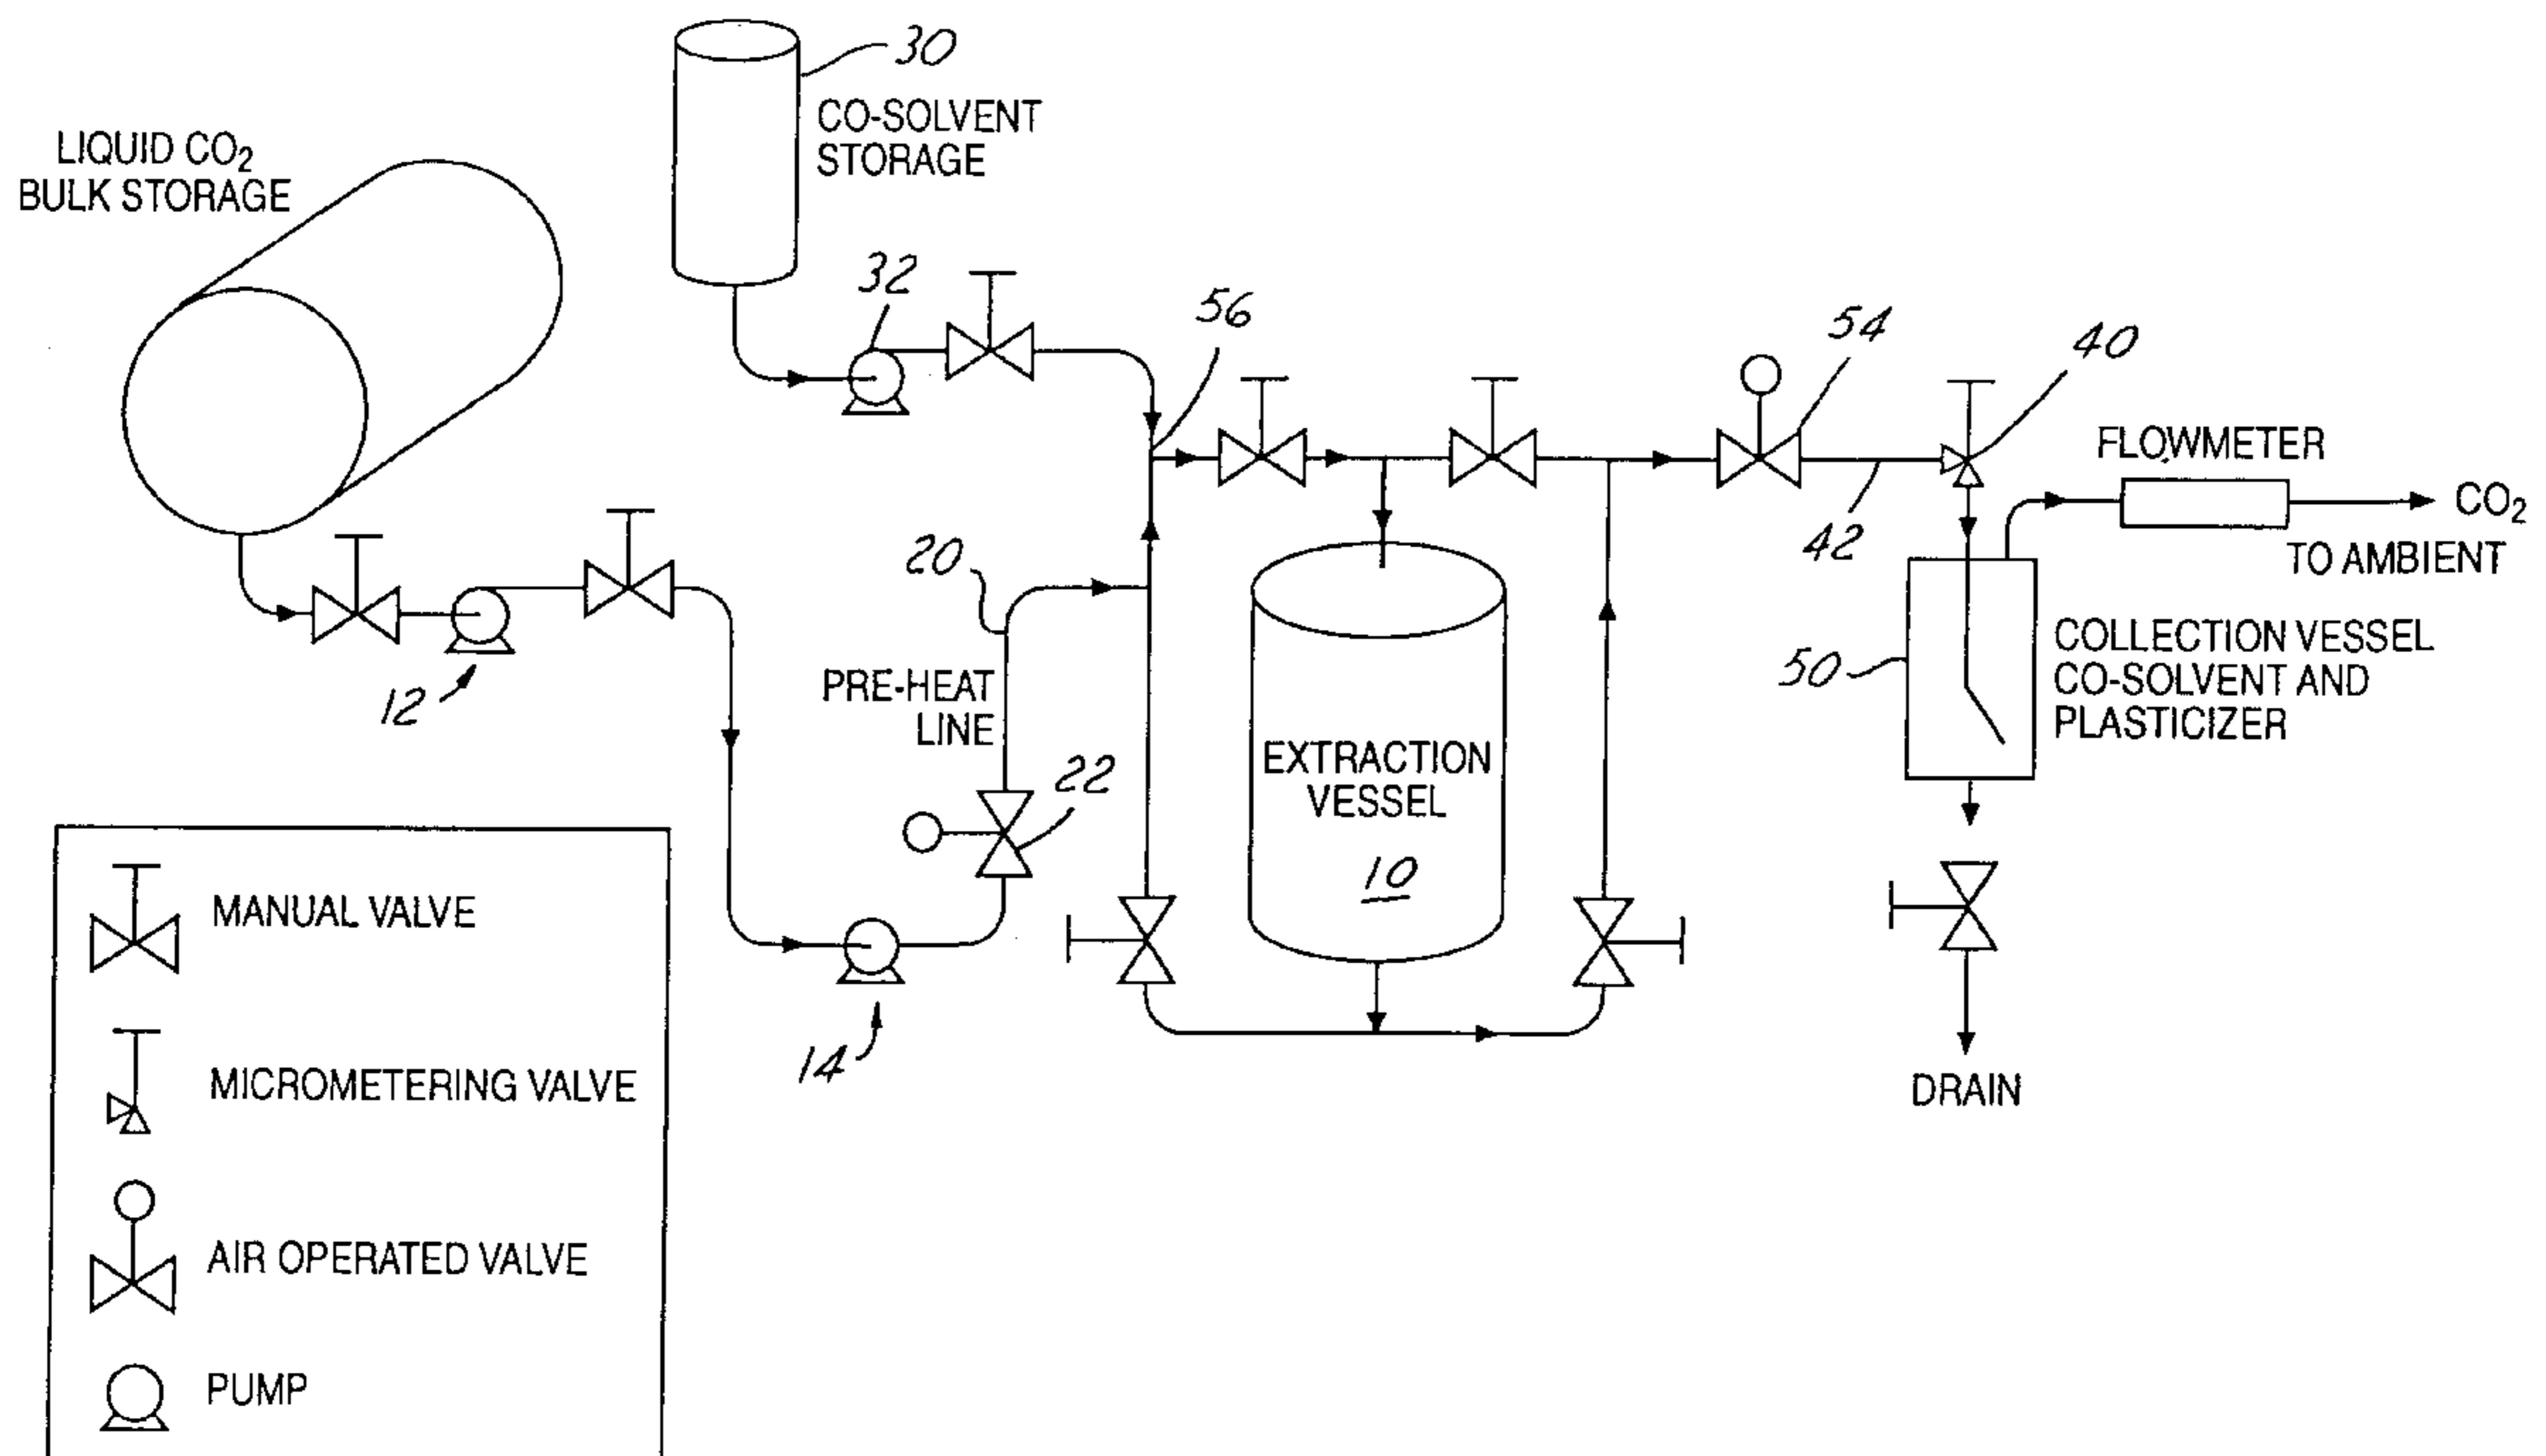 30
CO-SOLVENT
STORAGE
LIQUID CO₂
BULK STORAGE
32
56
54
40
FLOWMETER
CO₂
TO AMBIENT
42
20
12
PRE-HEAT
LINE
22
EXTRACTION
VESSEL
10
50
COLLECTION VESSEL
CO-SOLVENT AND
PLASTICIZER
14
DRAIN
MANUAL VALVE
MICROMETERING VALVE
AIR OPERATED VALVE
PUMP